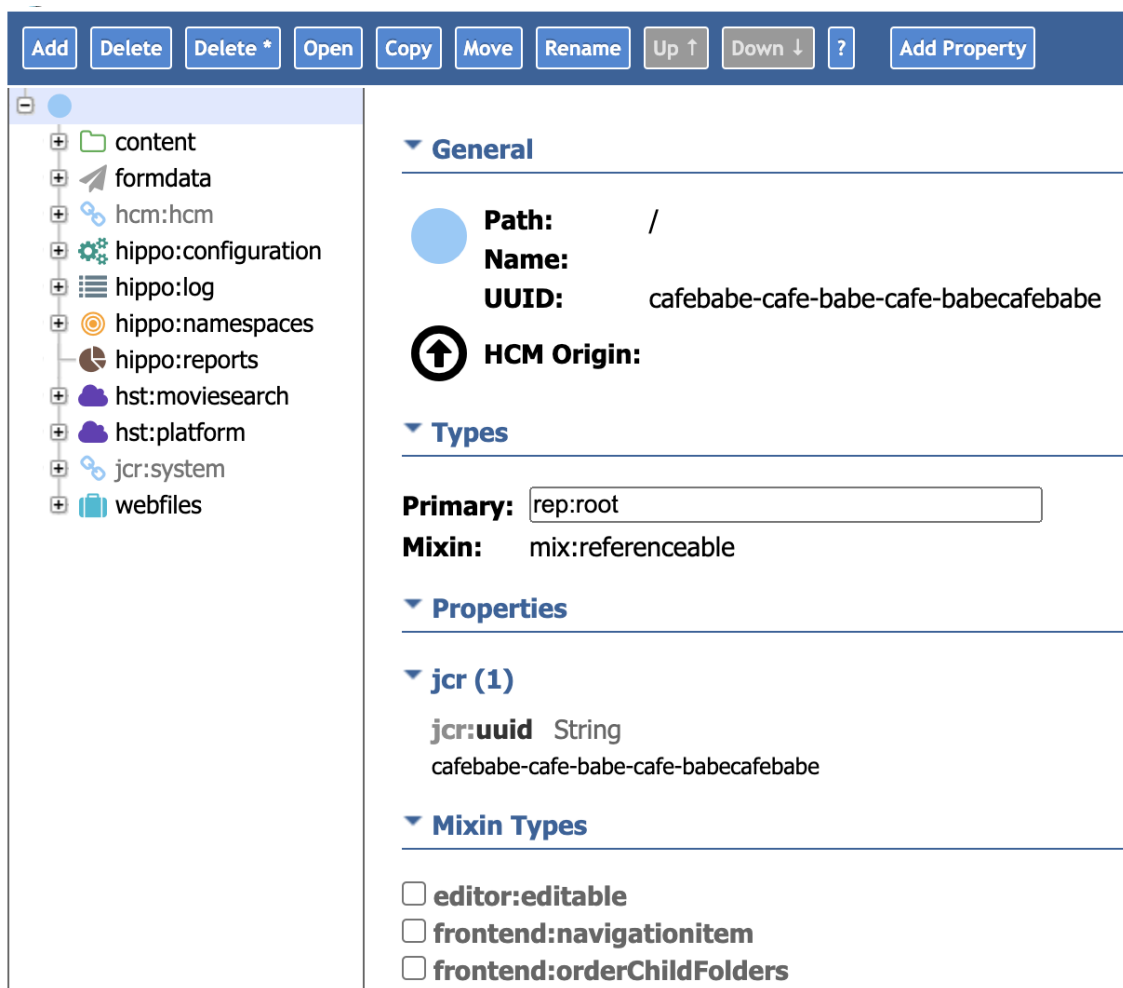 Add Delete Delete * Open Copy Move Rename Up ↑ Down ↓ ? Add Property
content
formdata
hcm:hcm
hippo:configuration
hippo:log
hippo:namespaces
hippo:reports
hst:moviesearch
hst:platform
jcr:system
webfiles
General
Path: /
Name:
UUID: cafebabe-cafe-babe-cafe-babecafebabe
HCM Origin:
Types
Primary: rep:root
Mixin: mix:referenceable
Properties
jcr (1)
jcr:uuid String
cafebabe-cafe-babe-cafe-babecafebabe
Mixin Types
editor:editable
frontend:navigationitem
frontend:orderChildFolders